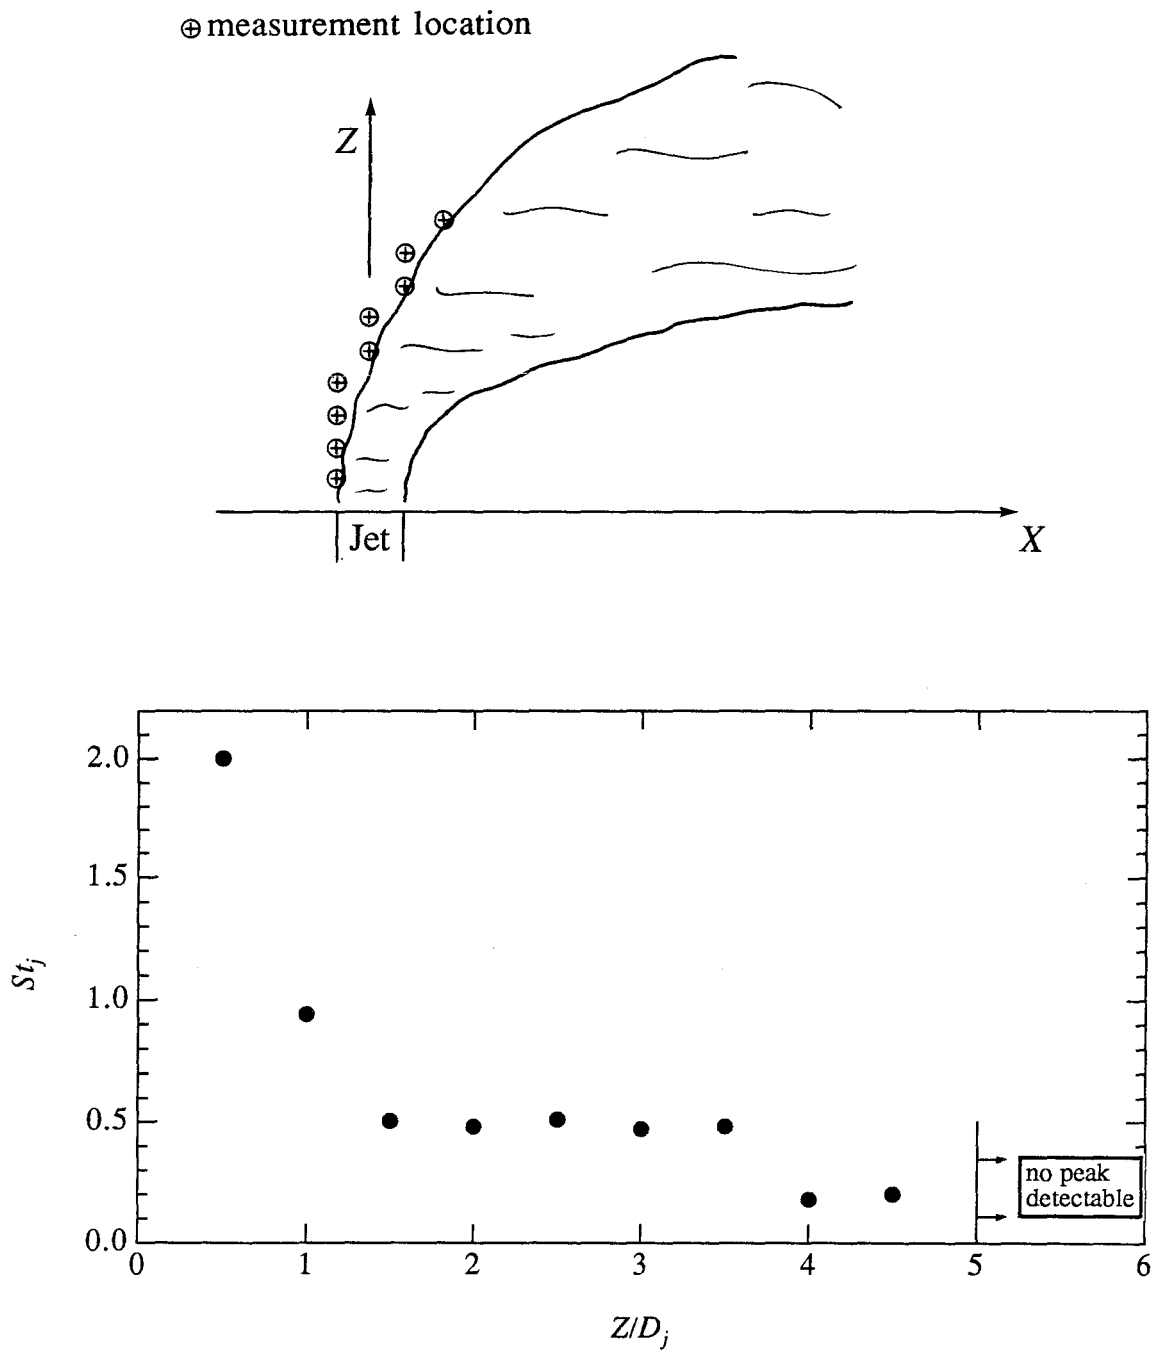 ⊕ measurement location
Z
Jet
X
2.0
1.5
1.0
0.5
0.0
St_j
no peak
detectable
0 1 2 3 4 5 6
Z/D_j